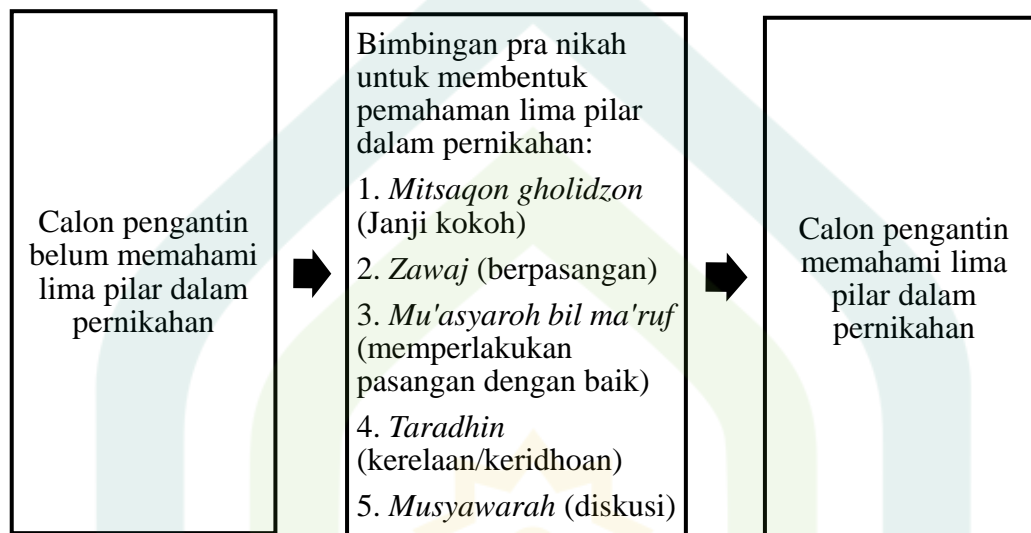 Calon pengantin
belum memahami
lima pilar dalam
pernikahan
Bimbingan pra nikah
untuk membentuk
pemahaman lima pilar
dalam pernikahan:
1. Mitsaqon gholidzon
(Janji kokoh)
2. Zawaj (berpasangan)
3. Mu'asyaroh bil ma'ruf
(memperlakukan
pasangan dengan baik)
4. Taradhin
(kerelaan/keridhoan)
5. Musyawarah (diskusi)
Calon pengantin
memahami lima
pilar dalam
pernikahan